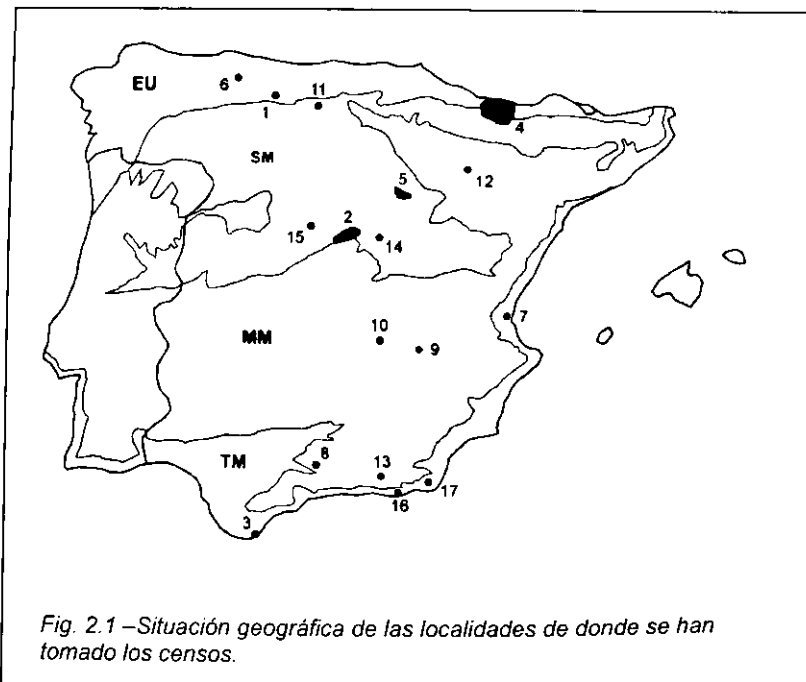 EU
6
1
11
4
SM
5
12
2
15
14
7
MM
10
9
TM
8
13
17
16
3
Fig. 2.1 –Situación geográfica de las localidades de donde se han
tomado los censos.